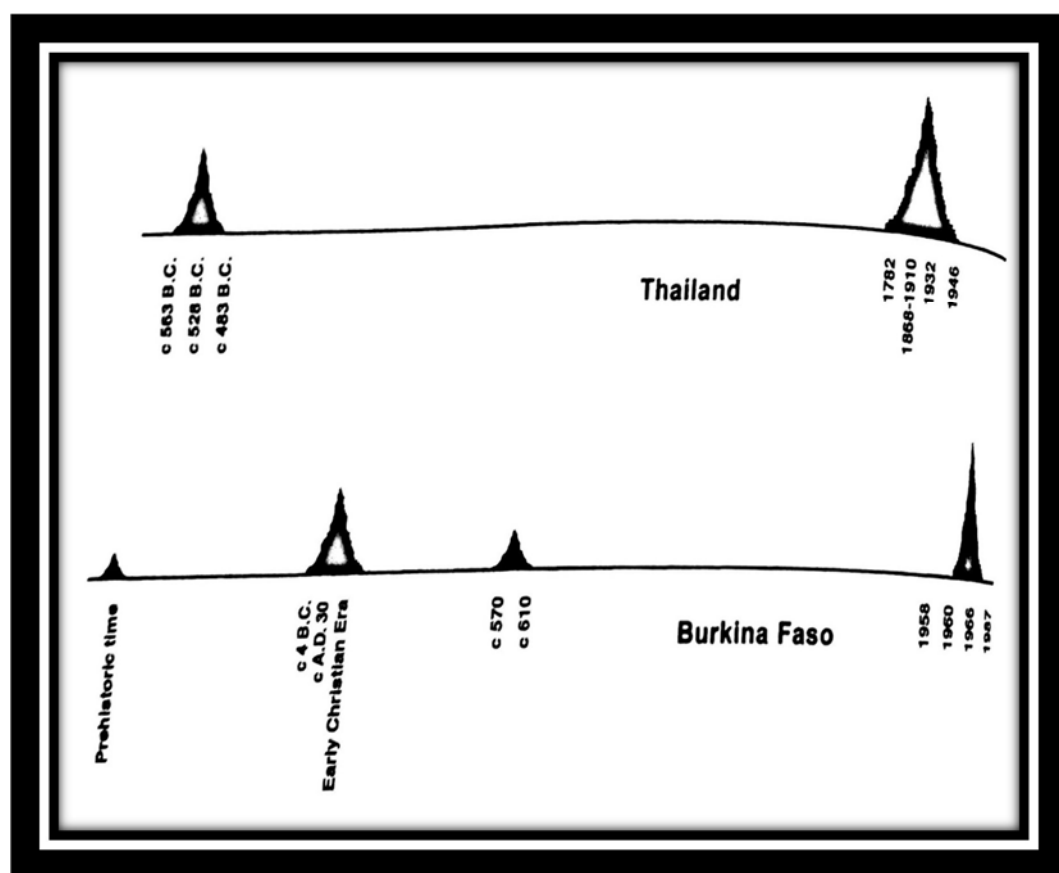 c 563 B.C.
c 528 B.C.
c 483 B.C.
Thailand
1782
1868-1910
1932
1946
Prehistoric time
c 4 B.C.
c A.D. 30
Early Christian Era
c 570
c 610
Burkina Faso
1958
1960
1966
1987